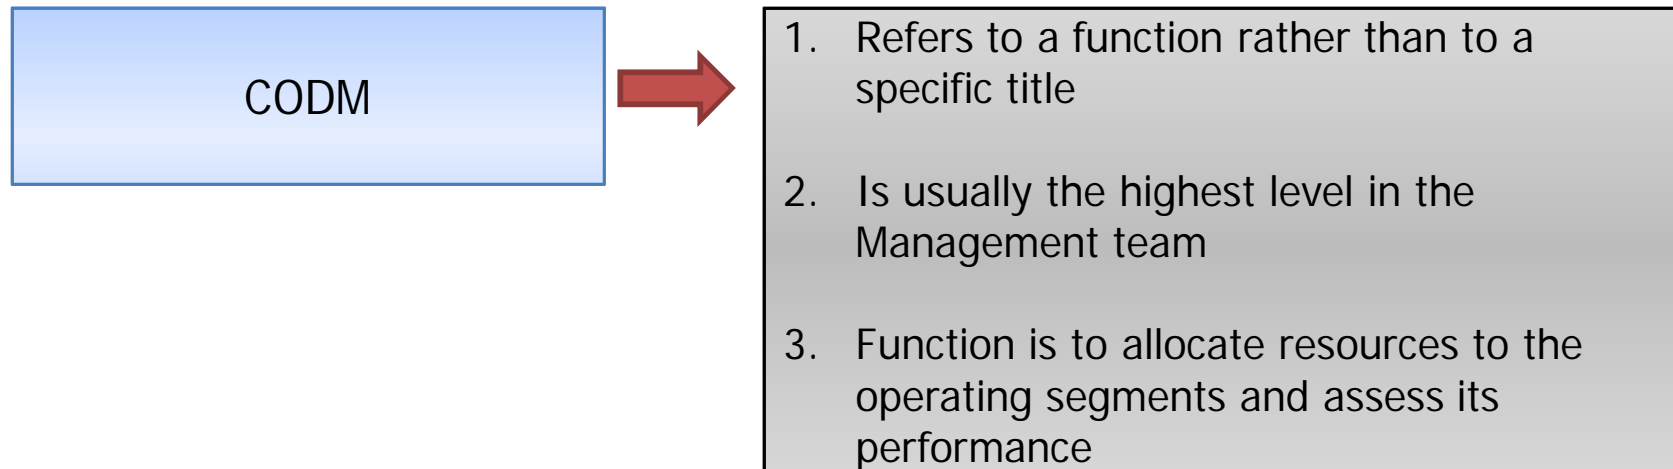 CODM
1. Refers to a function rather than to a
specific title
2. Is usually the highest level in the
Management team
3. Function is to allocate resources to the
operating segments and assess its
performance